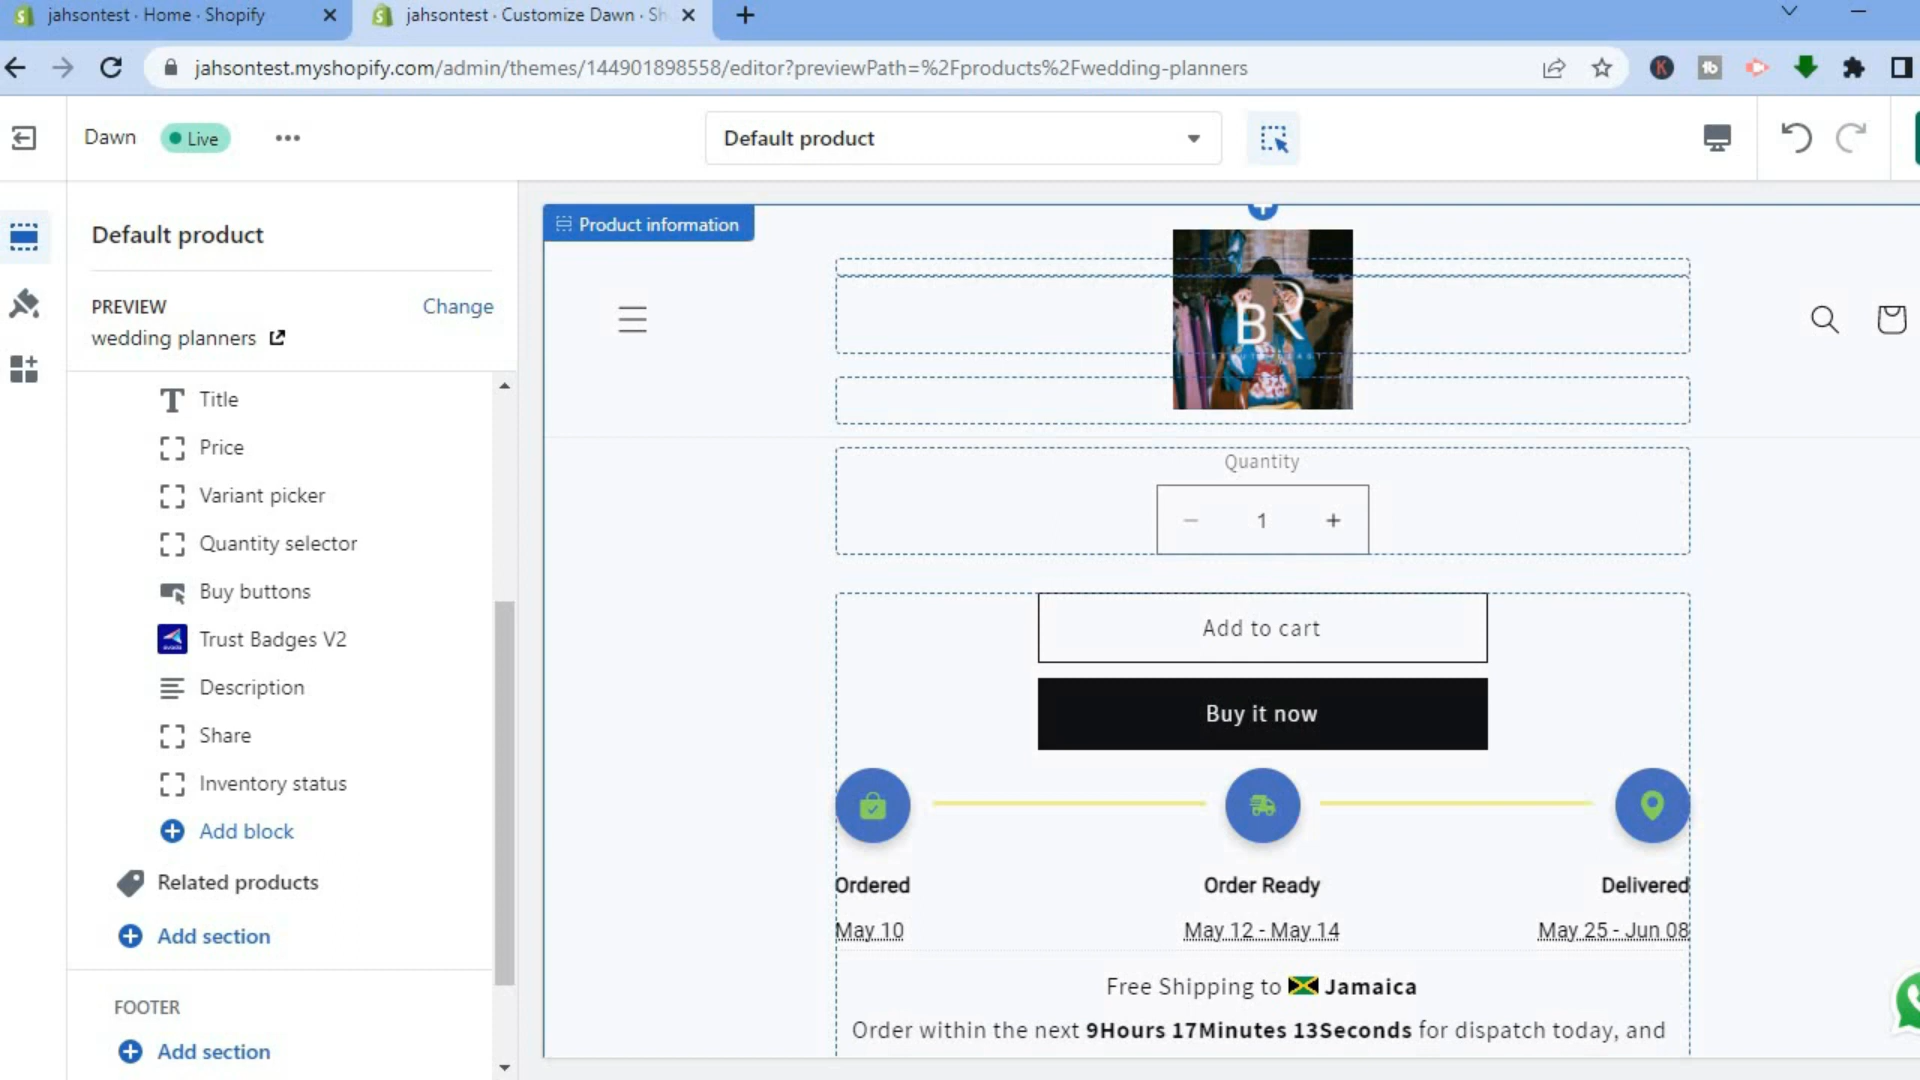 jahsontest · Home · Shopify
jahsontest · Customize Dawn · Sh
jahsontest.myshopify.com/admin/themes/144901898558/editor?previewPath=%2Fproducts%2Fwedding-planners
Dawn
Live
Default product
Default product
PREVIEW
Change
wedding planners
Title
Price
Variant picker
Quantity selector
Buy buttons
Trust Badges V2
Description
Share
Inventory status
Add block
Related products
Add section
FOOTER
Add section
Product information
BR
Quantity
1
Add to cart
Buy it now
Ordered
Order Ready
Delivered
May 10
May 12 - May 14
May 25 - Jun 08
Free Shipping to Jamaica
Order within the next 9Hours 17Minutes 13Seconds for dispatch today, and